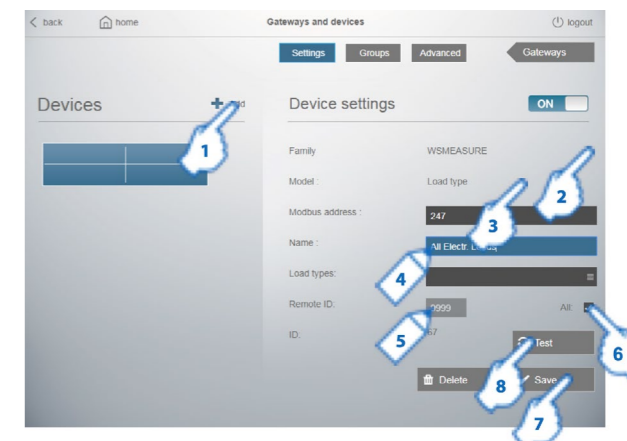 back home Gateways and devices logout
Settings Groups Advanced Gateways
Devices Device settings ON
1
Family WSMEASURE
Model : Load type
2
Modbus address : 247
3
Name : All Electr.
4
Load types:
Remote ID: 9999 All:
5
ID: 67
Test
6
Delete Save
8
7